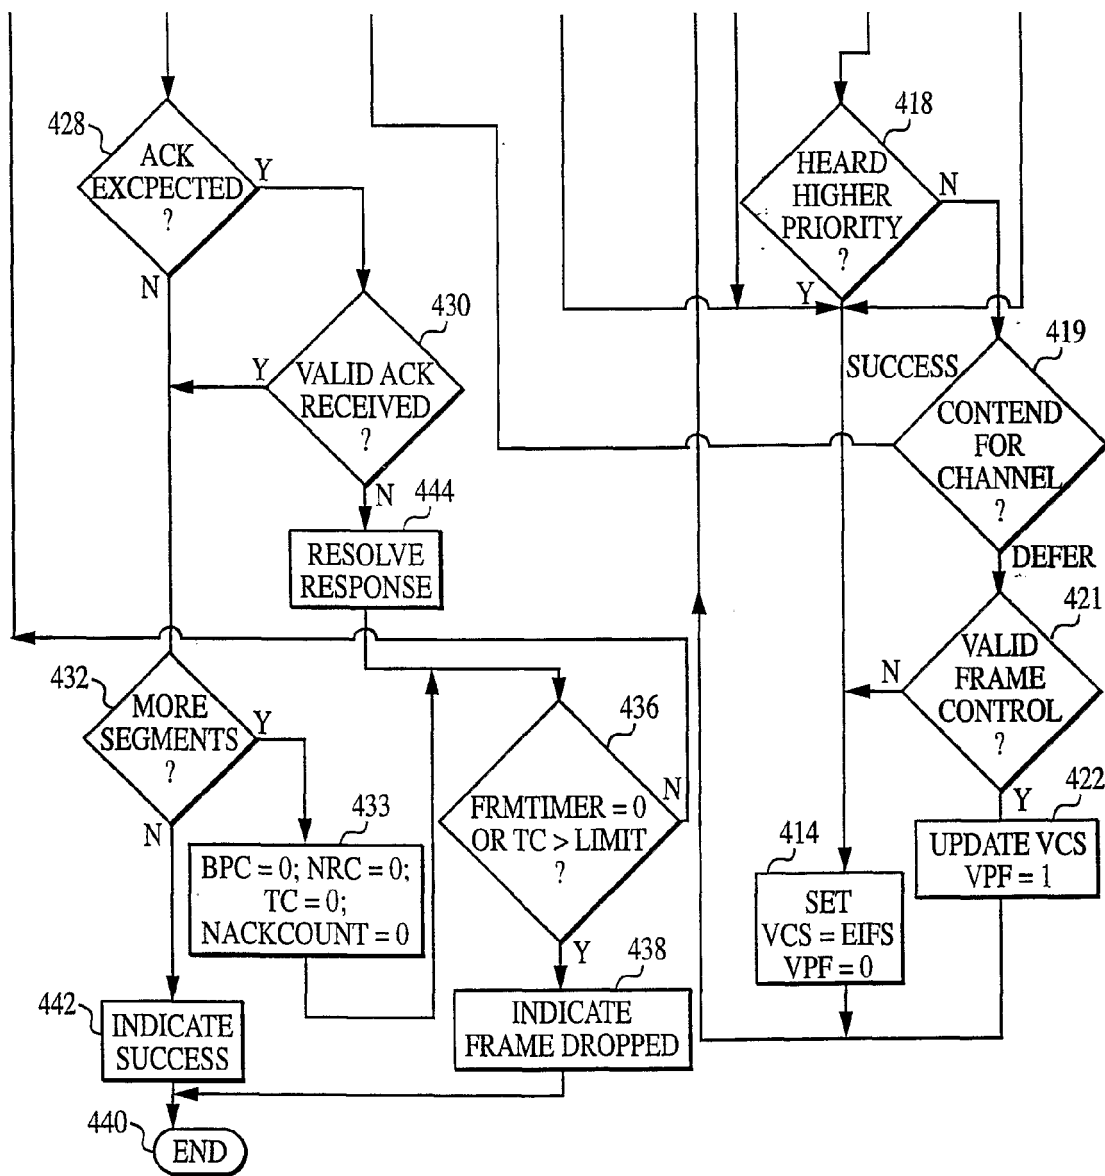 428
ACK
EXCPECTED
?
Y
N
418
HEARD
HIGHER
PRIORITY
?
N
Y
430
VALID ACK
RECEIVED
?
Y
N
419
SUCCESS
CONTEND
FOR
CHANNEL
?
DEFER
444
RESOLVE
RESPONSE
421
VALID
FRAME
CONTROL
?
N
Y
432
MORE
SEGMENTS
?
Y
N
436
FRMTIMER = 0
OR TC > LIMIT
?
N
Y
433
BPC = 0; NRC = 0;
TC = 0;
NACKCOUNT = 0
422
UPDATE VCS
VPF = 1
414
SET
VCS = EIFS
VPF = 0
438
INDICATE
FRAME DROPPED
442
INDICATE
SUCCESS
440
END